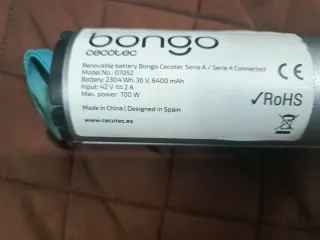 bongo
cecotec
Renovable battery Bongo Cecotec Serie A / Serie A Connected
Model No.: 07052
Battery: 230.4 Wh, 36 V, 6400 mAh
Input: 42 V ⎓ 2 A
Max. power: 700 W
Made in China | Designed in Spain
www.cecotec.es
CE
✓RoHS